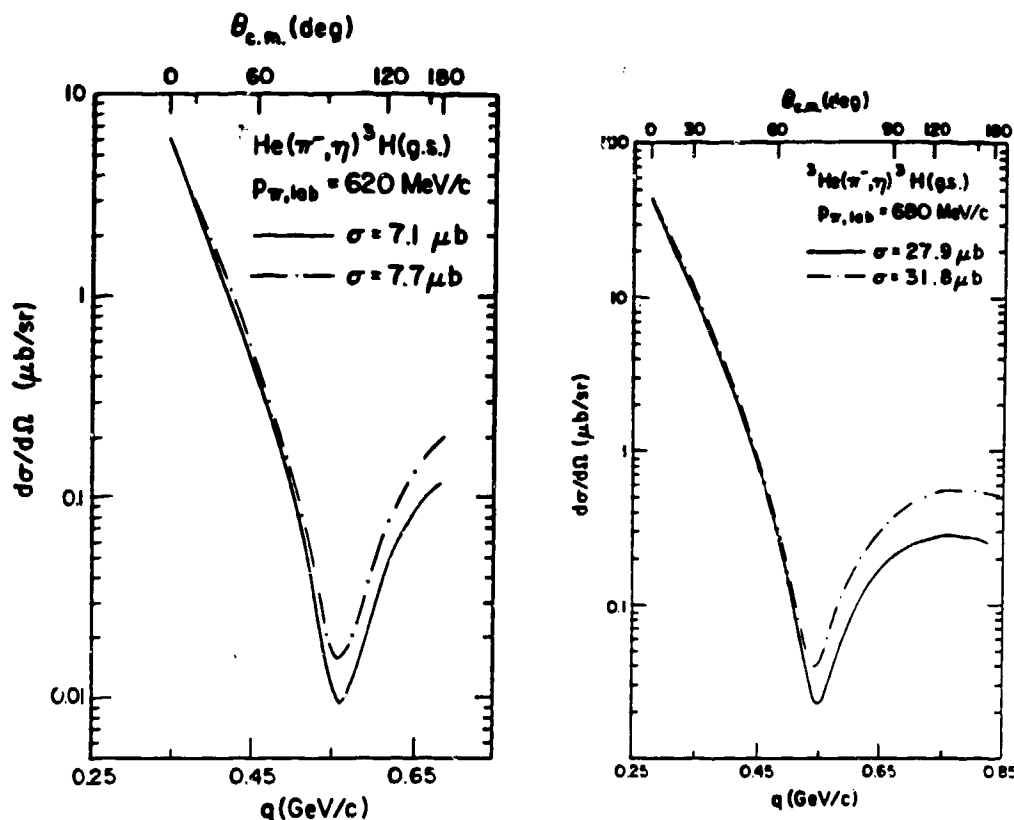 θc.m.(deg)
0 60 120 180
10
1
0.1
0.01
He(π⁻,η)³H(g.s.)
pπ,lab = 620 MeV/c
σ = 7.1 μb
σ = 7.7 μb
dσ/dΩ (μb/sr)
0.25 0.45 0.65
q(GeV/c)
θc.m.(deg)
0 30 60 90 120 180
100
10
1
0.1
³He(π⁻,η)³H(g.s.)
pπ,lab = 680 MeV/c
σ = 27.9 μb
σ = 31.8 μb
dσ/dΩ (μb/sr)
0.25 0.45 0.65 0.85
q(GeV/c)